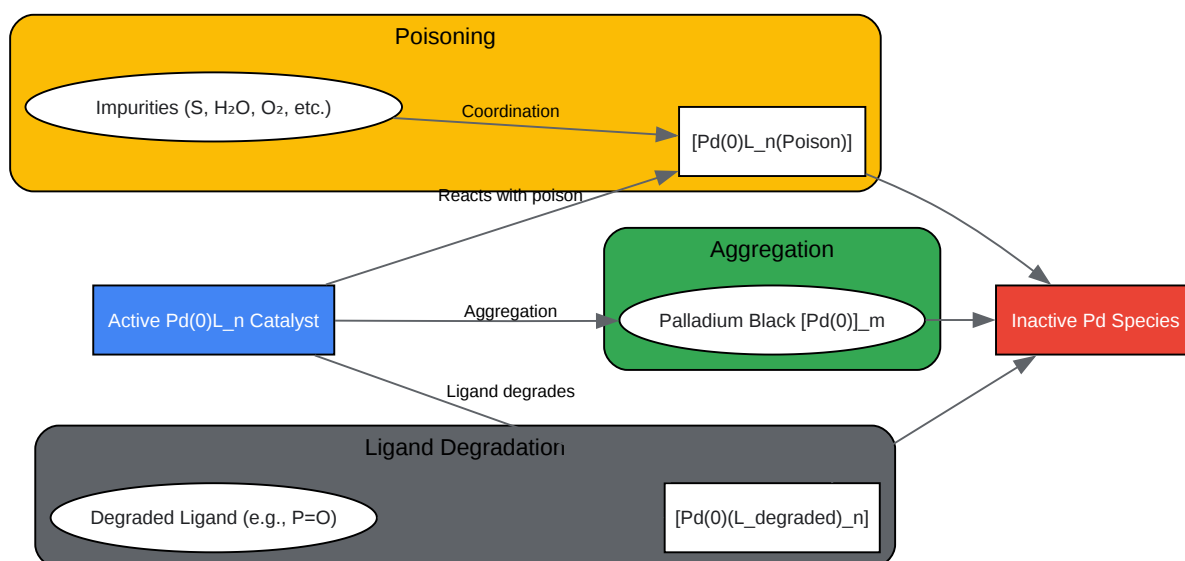 Poisoning
Impurities (S, H₂O, O₂, etc.)
Coordination
[Pd(0)L_n(Poison)]
Reacts with poison
Aggregation
Active Pd(0)L_n Catalyst
Aggregation
Palladium Black [Pd(0)]_m
Inactive Pd Species
Ligand degrades
Ligand Degradation
Degraded Ligand (e.g., P=O)
[Pd(0)(L_degraded)_n]